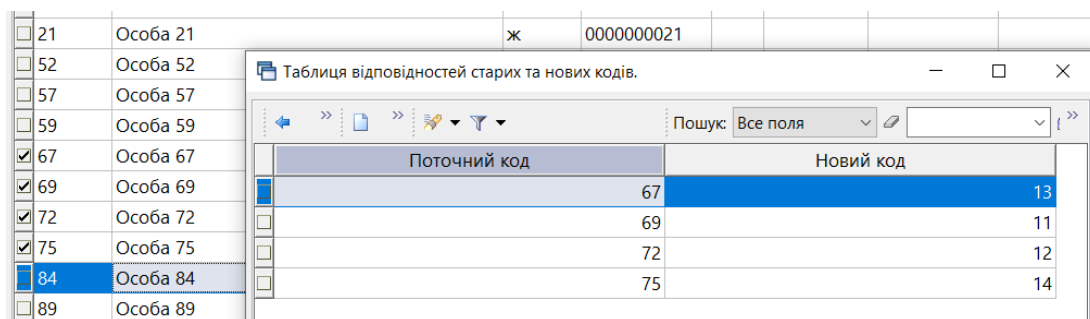 21 Особа 21 ж 0000000021
52 Особа 52
Таблиця відповідностей старих та нових кодів.
57 Особа 57
59 Особа 59
Пошук: Все поля
67 Особа 67
Поточний код Новий код
69 Особа 69
67 13
72 Особа 72
69 11
75 Особа 75
72 12
84 Особа 84
75 14
89 Особа 89